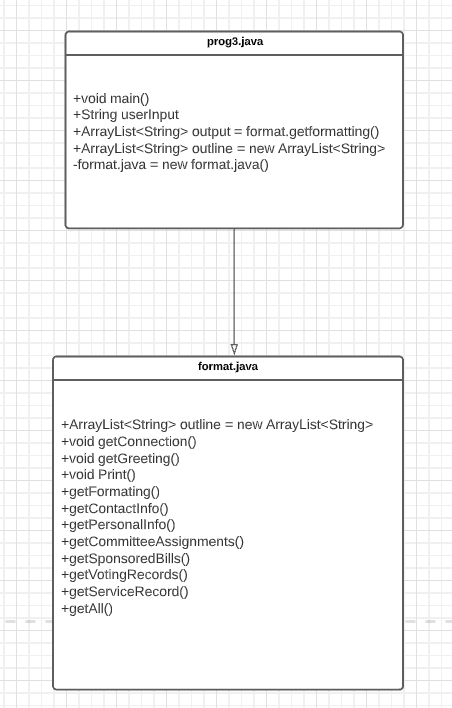 prog3.java
+void main()
+String userInput
+ArrayList<String> output = format.getformatting()
+ArrayList<String> outline = new ArrayList<String>
-format.java = new format.java()
format.java
+ArrayList<String> outline = new ArrayList<String>
+void getConnection()
+void getGreeting()
+void Print()
+getFormating()
+getContactInfo()
+getPersonalInfo()
+getCommitteeAssignments()
+getSponsoredBills()
+getVotingRecords()
+getServiceRecord()
+getAll()